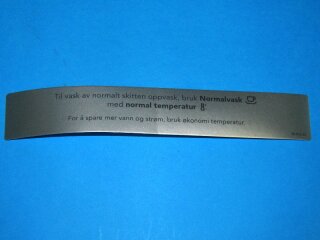 Til vask av normalt skitten oppvask, bruk Normalvask
med normal temperatur
For å spare mer vann og strøm, bruk økonomi temperatur.